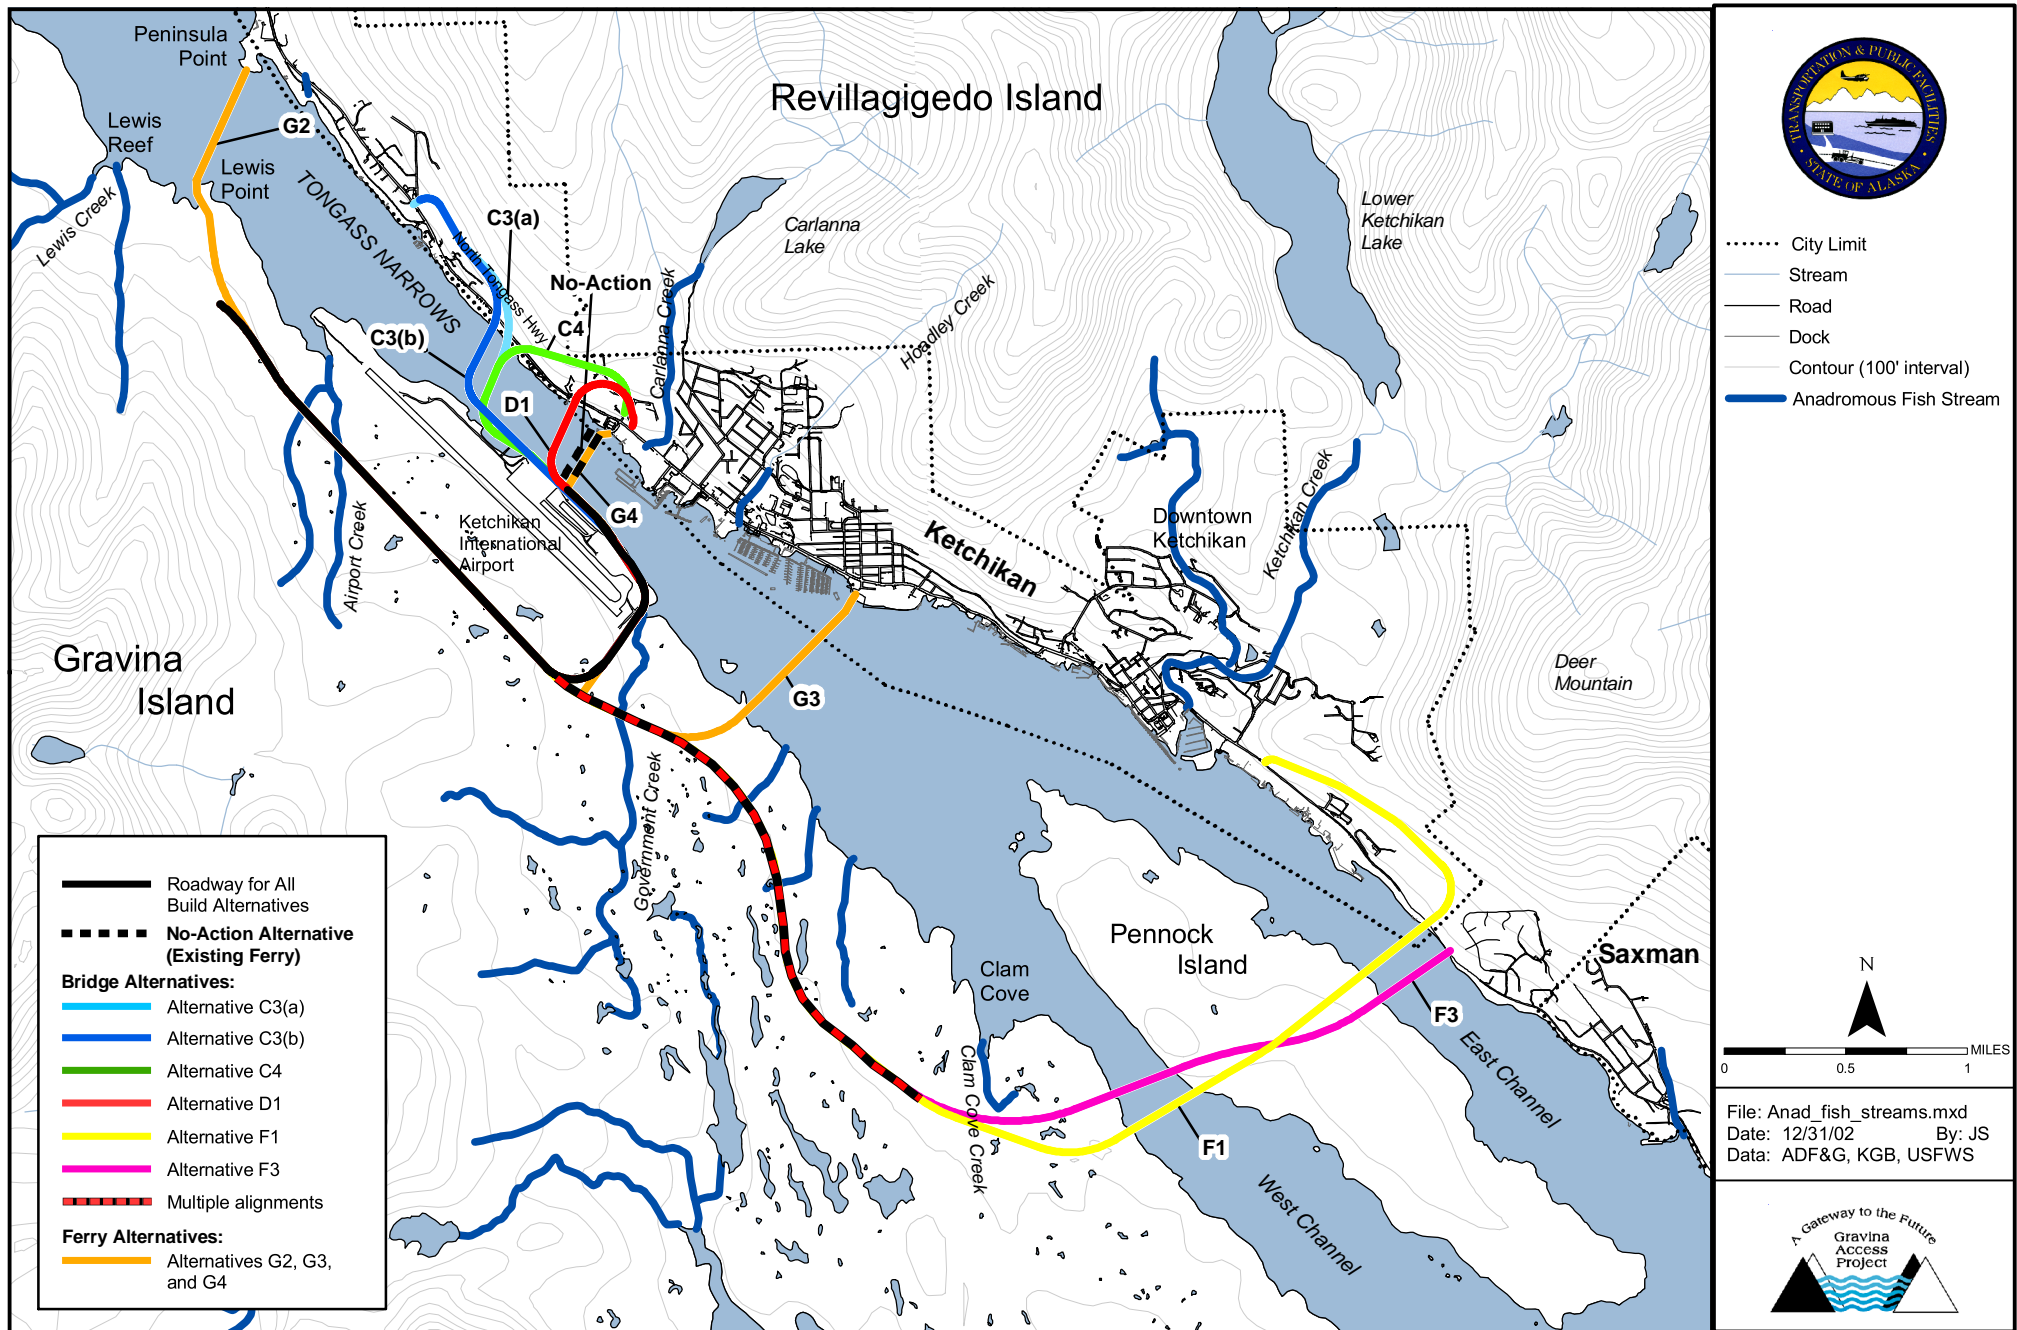 Peninsula
Point
Lewis
Reef
G2
Lewis
Point
Lewis Creek
TONGASS NARROWS
Revillagigedo Island
C3(a)
North Tongass Hwy
No-Action
C4
C3(b)
D1
G4
Carlanna Creek
Carlanna
Lake
Hoadley Creek
Lower
Ketchikan
Lake
Ketchikan
International
Airport
Airport Creek
Ketchikan
Downtown
Ketchikan
Ketchikan Creek
Deer
Mountain
Gravina
Island
G3
Government Creek
Pennock
Island
Clam
Cove
Clam Cove Creek
F3
F1
East Channel
West Channel
Saxman
Roadway for All
Build Alternatives
No-Action Alternative
(Existing Ferry)
Bridge Alternatives:
Alternative C3(a)
Alternative C3(b)
Alternative C4
Alternative D1
Alternative F1
Alternative F3
Multiple alignments
Ferry Alternatives:
Alternatives G2, G3,
and G4
TRANSPORTATION & PUBLIC FACILITIES
STATE OF ALASKA
City Limit
Stream
Road
Dock
Contour (100' interval)
Anadromous Fish Stream
N
MILES
0 0.5 1
File: Anad_fish_streams.mxd
Date: 12/31/02 By: JS
Data: ADF&G, KGB, USFWS
A Gateway to the Future
Gravina
Access
Project